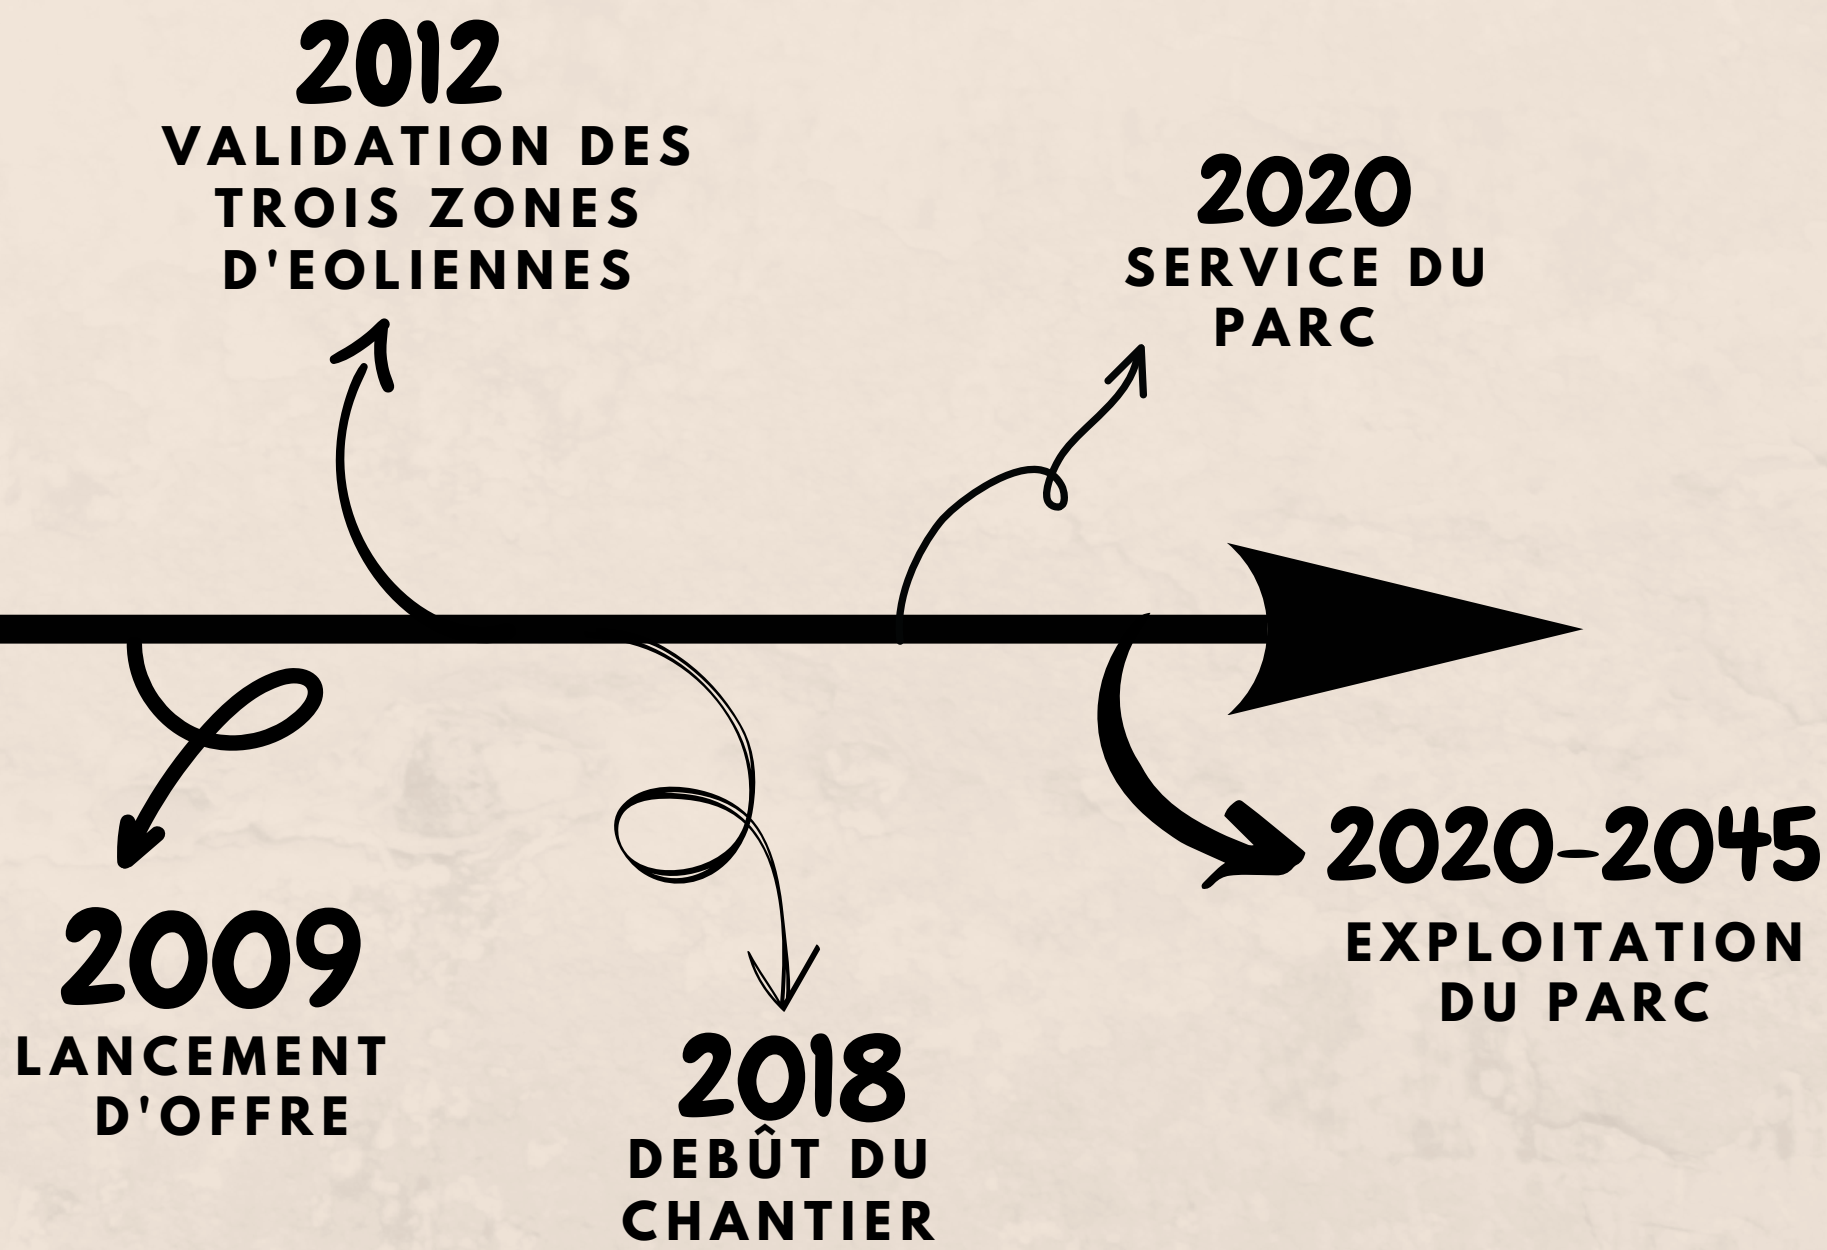 2012
VALIDATION DES
TROIS ZONES
D'EOLIENNES
2020
SERVICE DU
PARC
2009
LANCEMENT
D'OFFRE
2018
DEBÛT DU
CHANTIER
2020-2045
EXPLOITATION
DU PARC